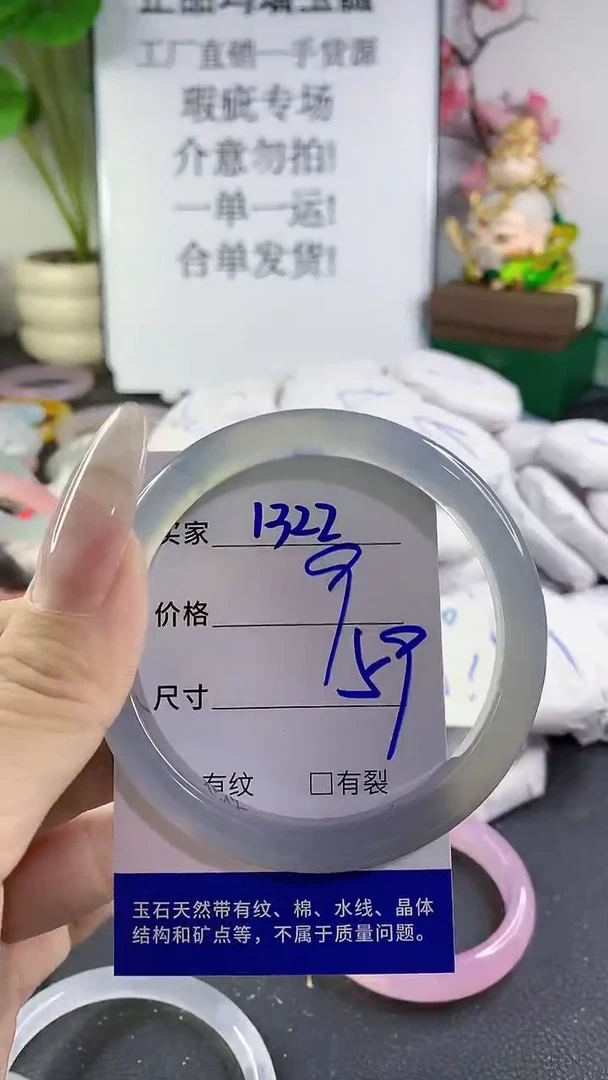 工厂直销一手货源
瑕疵专场
介意勿拍!
一单一运!
合单发货!
买家 1322
价格 9
尺寸 59
有纹 □有裂
玉石天然带有纹、棉、水线、晶体
结构和矿点等，不属于质量问题。